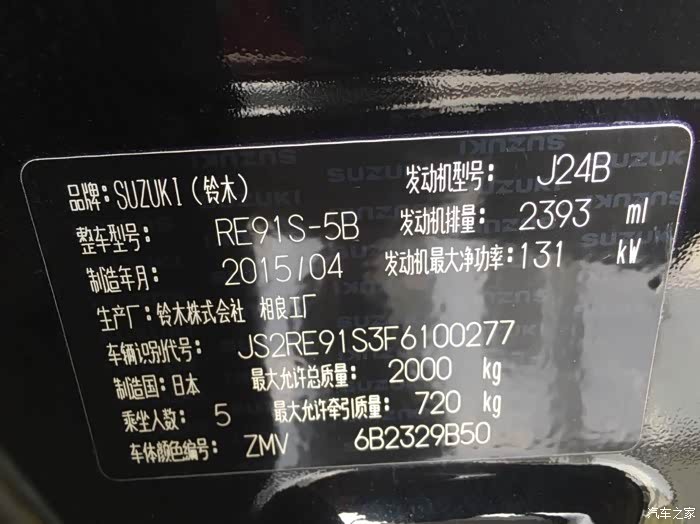 品牌:SUZUKI(铃木) 发动机型号: J24B
整车型号: RE91S-5B 发动机排量: 2393 ml
制造年月: 2015/04 发动机最大净功率:131 kW
生产厂:铃木株式会社 相良工厂
车辆识别代号: JS2RE91S3F6100277
制造国:日本 最大允许总质量: 2000 kg
乘坐人数: 5 最大允许牵引质量: 720 kg
车体颜色编号: ZMV 6B2329B50
汽车之家